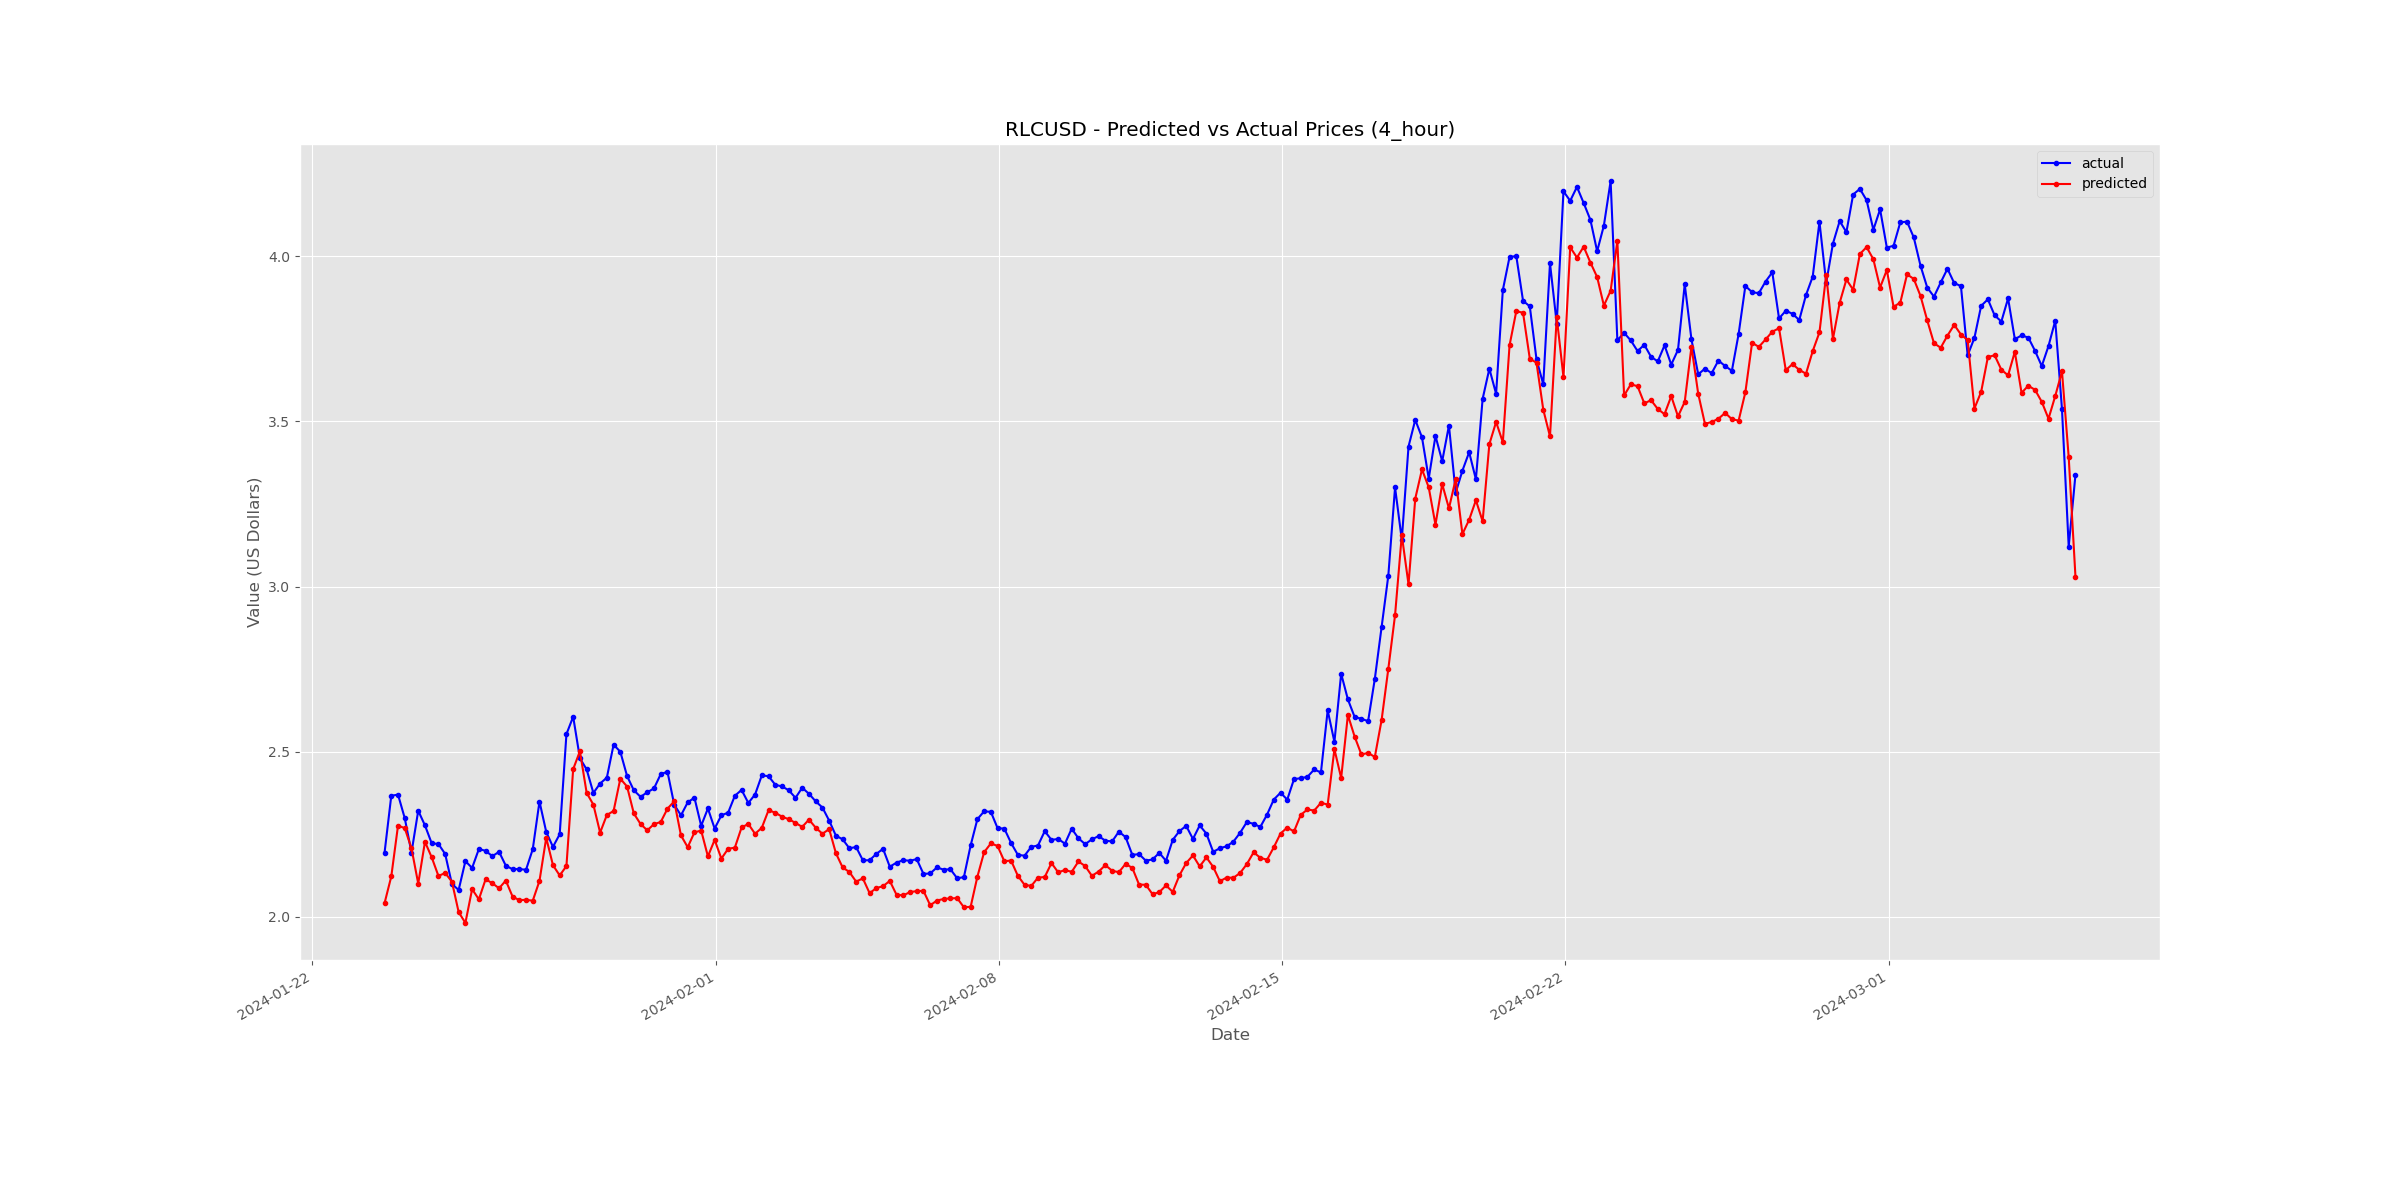 RLCUSD - Predicted vs Actual Prices (4_hour)
actual
predicted
4.0
3.5
3.0
2.5
2.0
Value (US Dollars)
2024-01-22
2024-02-01
2024-02-08
2024-02-15
2024-02-22
2024-03-01
Date